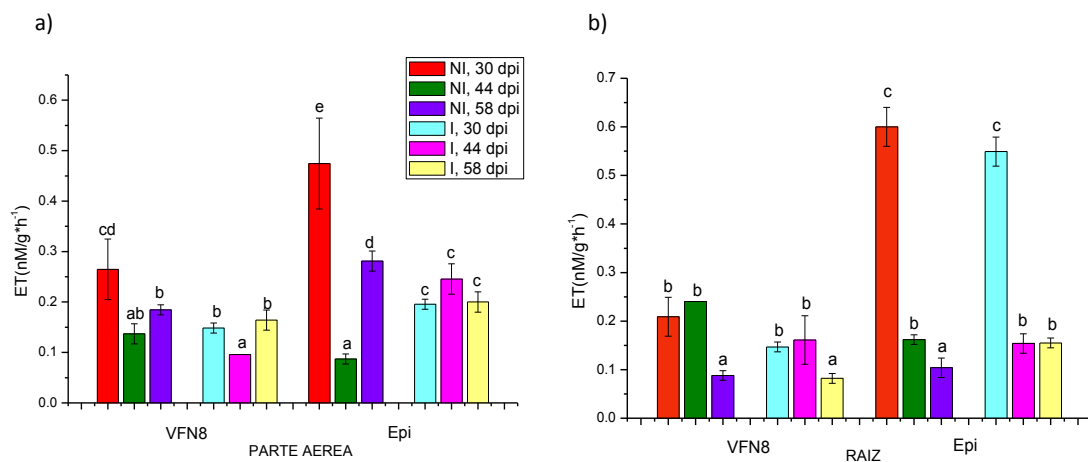 a)
NI, 30 dpi
NI, 44 dpi
NI, 58 dpi
I, 30 dpi
I, 44 dpi
I, 58 dpi
ET(nM/g*h⁻¹)
0.6
0.5
0.4
0.3
0.2
0.1
0.0
cd
ab
b
b
a
b
e
a
d
c
c
c
VFN8
Epi
PARTE AEREA
b)
ET(nM/g*h⁻¹)
0.7
0.6
0.5
0.4
0.3
0.2
0.1
0.0
b
b
a
b
b
a
c
b
a
c
b
b
VFN8
Epi
RAIZ